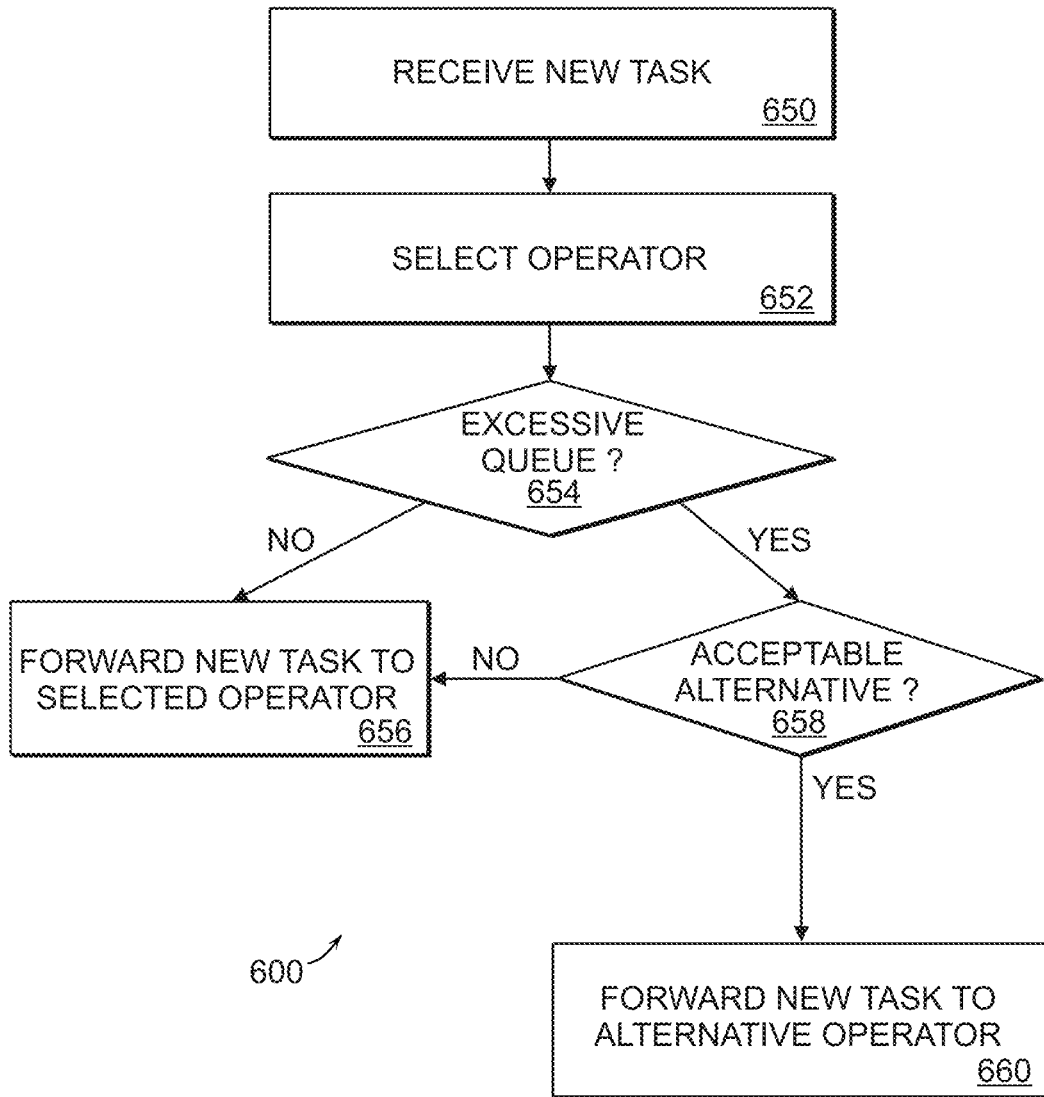 RECEIVE NEW TASK
650
SELECT OPERATOR
652
EXCESSIVE
QUEUE ?
654
NO
YES
FORWARD NEW TASK TO
SELECTED OPERATOR
656
NO
ACCEPTABLE
ALTERNATIVE ?
658
YES
600
FORWARD NEW TASK TO
ALTERNATIVE OPERATOR
660